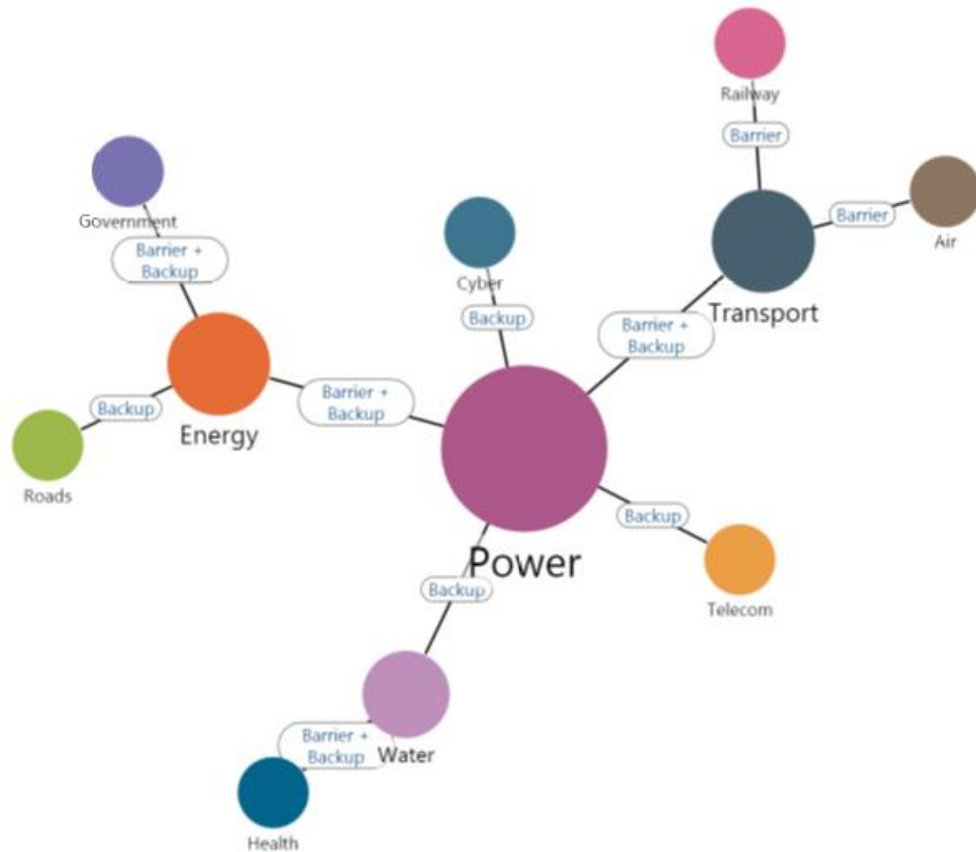 Railway
Barrier
Government
Barrier
Air
Barrier +
Backup
Cyber
Backup
Transport
Barrier +
Backup
Barrier +
Backup
Backup
Energy
Roads
Backup
Power
Backup
Telecom
Barrier +
Backup
Water
Health